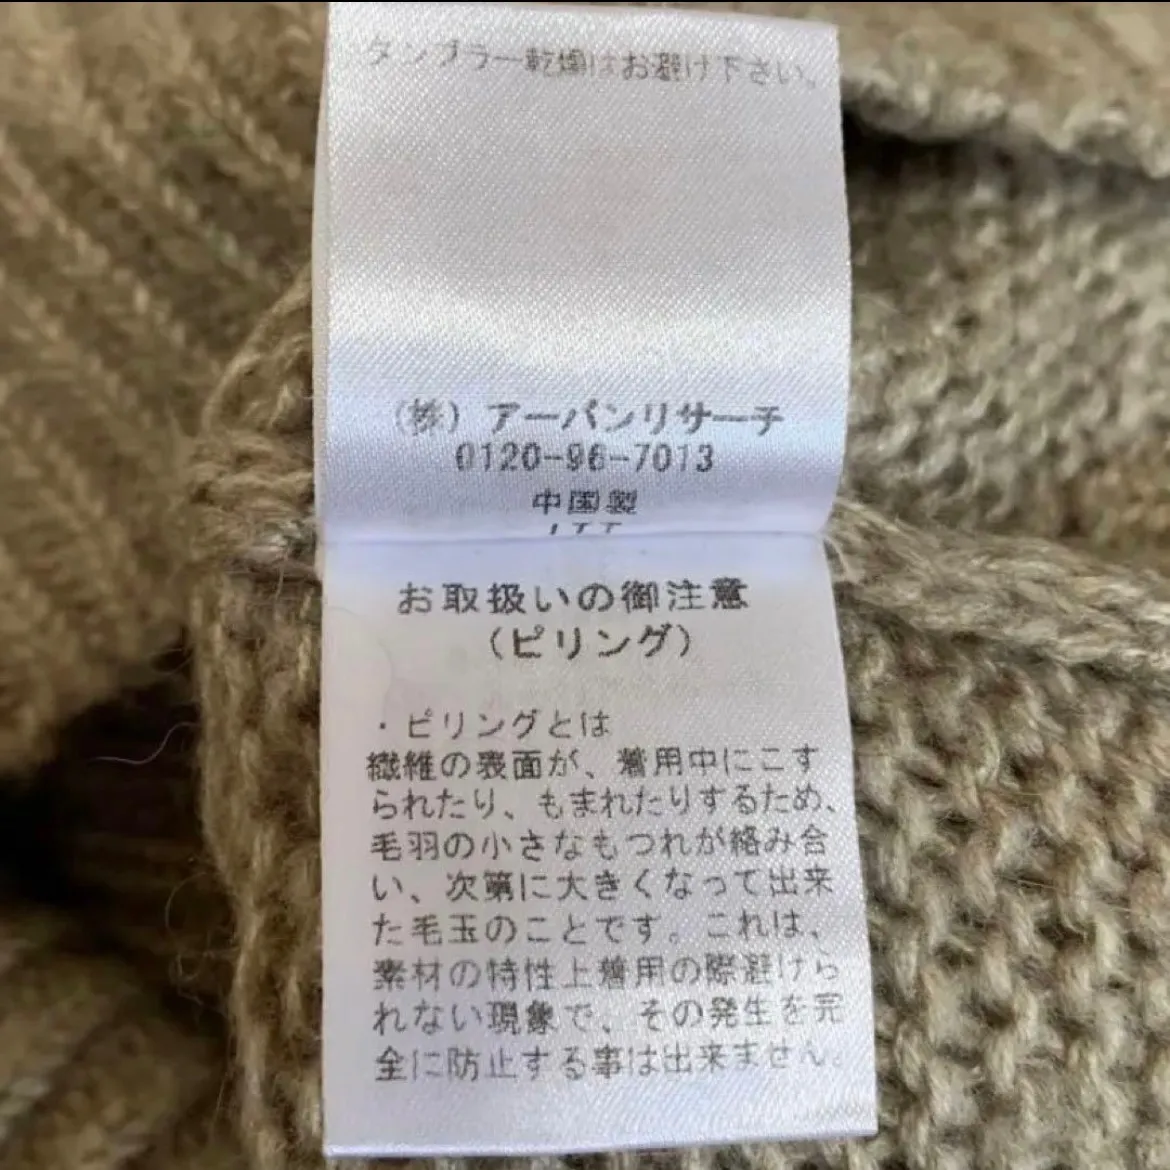 タンブラー乾燥はお避け下さい。
(株) アーバンリサーチ
0120-96-7013
中国製
お取扱いの御注意
(ピリング)
・ピリングとは
繊維の表面が、着用中にこす
られたり、もまれたりするため、
毛羽の小さなもつれが絡み合
い、次第に大きくなって出来
た毛玉のことです。これは、
素材の特性上着用の際避けら
れない現象で、その発生を完
全に防止する事は出来ません。